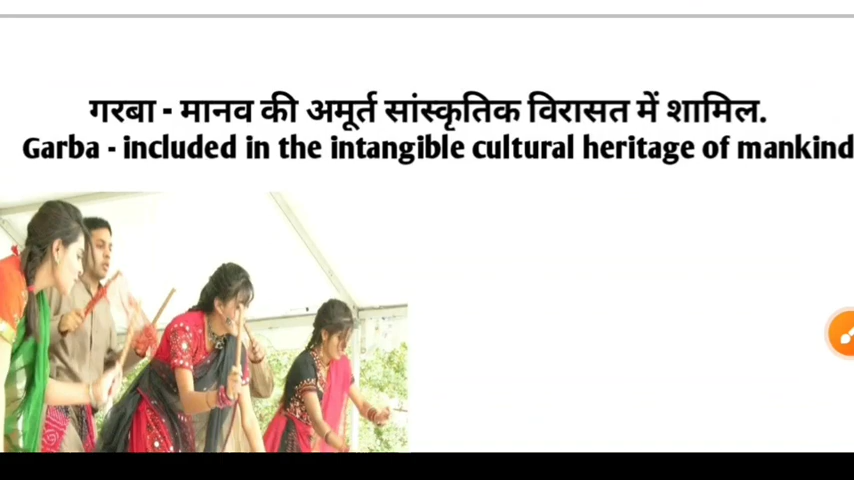 गरबा - मानव की अमूर्त सांस्कृतिक विरासत में शामिल.
Garba - included in the intangible cultural heritage of mankind